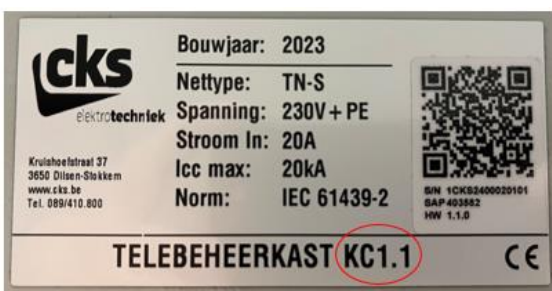 cks
elektrotechniek
Kruishoefstraat 37
3650 Dilsen-Stokkem
www.cks.be
Tel. 089/410.800
Bouwjaar: 2023
Nettype: TN-S
Spanning: 230V + PE
Stroom In: 20A
Icc max: 20kA
Norm: IEC 61439-2
S/N 1CKS2400020101
SAP 403552
HW 1.1.0
TELEBEHEERKAST KC1.1
CE